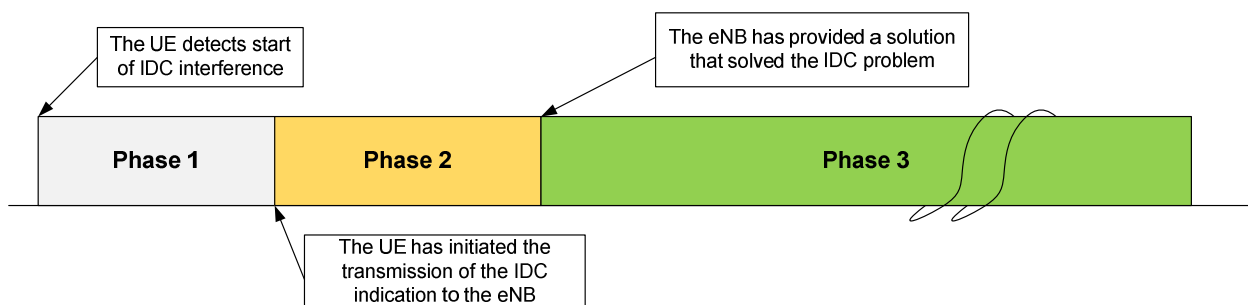 The UE detects start
of IDC interference
The eNB has provided a solution
that solved the IDC problem
Phase 1
Phase 2
Phase 3
The UE has initiated the
transmission of the IDC
indication to the eNB